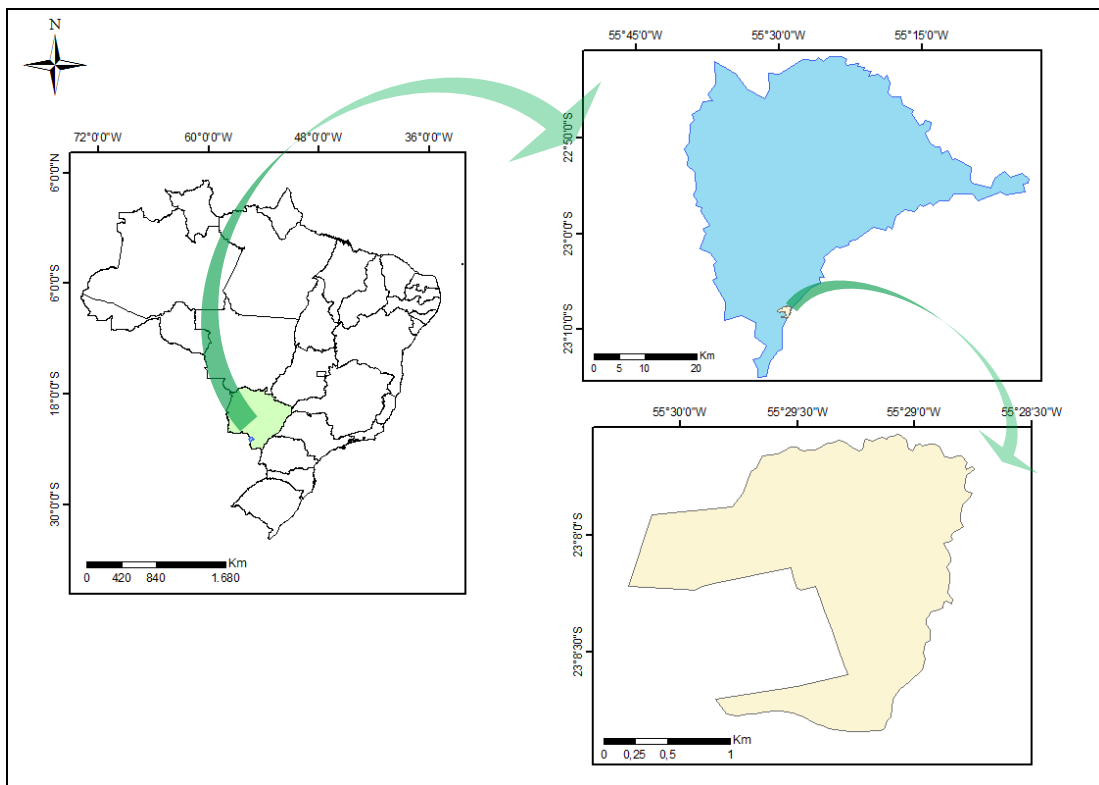 N
72°0'0"W 60°0'0"W 48°0'0"W 36°0'0"W
6°0'0"N
6°0'0"S
18°0'0"S
30°0'0"S
Km
0 420 840 1.680
55°45'0"W 55°30'0"W 55°15'0"W
22°50'0"S
23°0'0"S
23°10'0"S
Km
0 5 10 20
55°30'0"W 55°29'30"W 55°29'0"W 55°28'30"W
23°8'0"S
23°8'30"S
Km
0 0,25 0,5 1